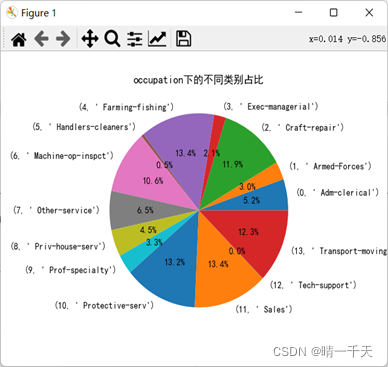 Figure 1
x=0.014 y=-0.856
occupation下的不同类别占比
(4, ' Farming-fishing')
(3, ' Exec-managerial')
(5, ' Handlers-cleaners')
(2, ' Craft-repair')
13.4%
2.1%
11.9%
(6, ' Machine-op-inspct')
0.5%
(1, ' Armed-Forces')
10.6%
3.0%
5.2%
(0, ' Adm-clerical')
(7, ' Other-service')
6.5%
4.5%
12.3%
(8, ' Priv-house-serv')
3.3%
0.0%
(13, ' Transport-moving
(9, ' Prof-specialty')
13.2%
13.4%
(12, ' Tech-support')
(10, ' Protective-serv')
(11, ' Sales')
CSDN @晴一千天